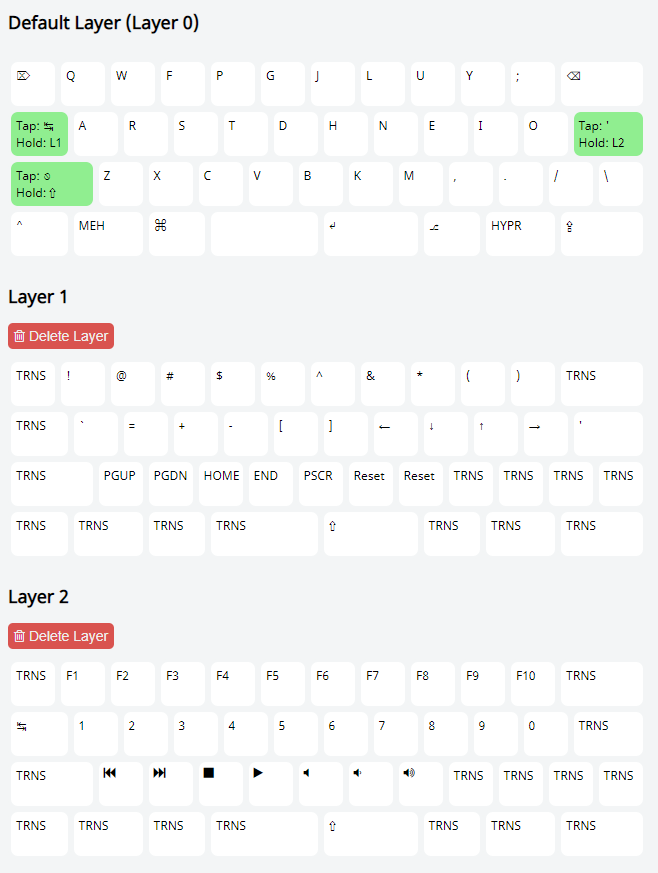 Default Layer (Layer 0)
⌦ Q W F P G J L U Y ; ⌫
Tap: ↹ A R S T D H N E I O Tap: '
Hold: L1 Hold: L2
Tap: ⎋ Z X C V B K M , . / \
Hold: ⇧
^ MEH ⌘ ↲ ⎇ HYPR ⇪
Layer 1
Delete Layer
TRNS ! @ # $ % ^ & * ( ) TRNS
TRNS ` = + - [ ] ← ↓ ↑ → '
TRNS PGUP PGDN HOME END PSCR Reset Reset TRNS TRNS TRNS TRNS
TRNS TRNS TRNS TRNS ⇧ TRNS TRNS TRNS
Layer 2
Delete Layer
TRNS F1 F2 F3 F4 F5 F6 F7 F8 F9 F10 TRNS
↹ 1 2 3 4 5 6 7 8 9 0 TRNS
TRNS ⏮ ⏭ ⏹ ▶ 🔈 🔉 🔊 TRNS TRNS TRNS TRNS
TRNS TRNS TRNS TRNS ⇧ TRNS TRNS TRNS